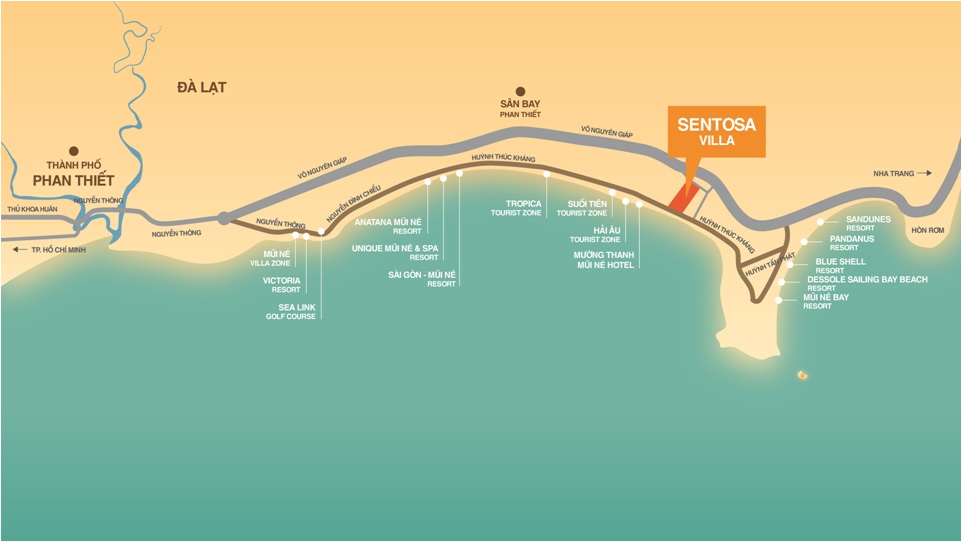 ĐÀ LẠT
SÂN BAY
PHAN THIẾT
SENTOSA
VILLA
VÕ NGUYÊN GIÁP
VÕ NGUYÊN GIÁP
THÀNH PHỐ
PHAN THIẾT
HUỲNH THÚC KHÁNG
NHA TRANG
NGUYỄN ĐÌNH CHIỂU
NGUYỄN THÔNG
THỦ KHOA HUÂN
NGUYỄN THÔNG
NGUYỄN THÔNG
TP. HỒ CHÍ MINH
ANATANA MŨI NÉ
RESORT
TROPICA
TOURIST ZONE
SUỐI TIÊN
TOURIST ZONE
HUỲNH THÚC KHÁNG
SANDUNES
RESORT
HÒN RƠM
HẢI ÂU
TOURIST ZONE
PANDANUS
RESORT
UNIQUE MŨI NÉ & SPA
RESORT
MŨI NÉ
VILLA ZONE
MƯỜNG THANH
MŨI NÉ HOTEL
HUỲNH TẤN PHÁT
BLUE SHELL
RESORT
SÀI GÒN - MŨI NÉ
RESORT
VICTORIA
RESORT
DESSOLE SAILING BAY BEACH
RESORT
MŨI NÉ BAY
RESORT
SEA LINK
GOLF COURSE